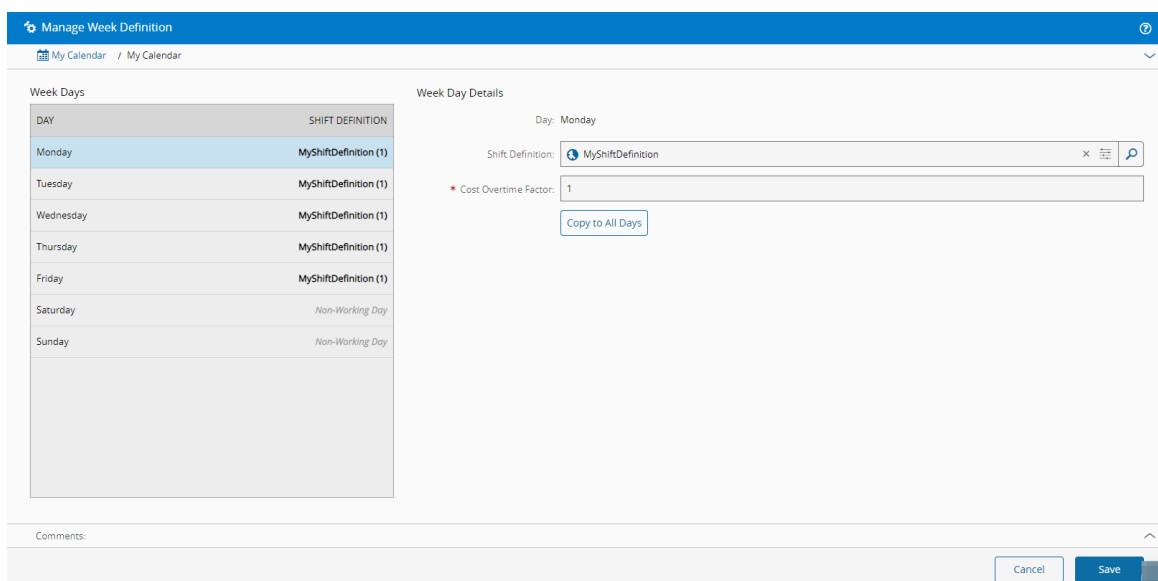 Manage Week Definition
My Calendar / My Calendar
Week Days
DAY SHIFT DEFINITION
Monday MyShiftDefinition (1)
Tuesday MyShiftDefinition (1)
Wednesday MyShiftDefinition (1)
Thursday MyShiftDefinition (1)
Friday MyShiftDefinition (1)
Saturday Non-Working Day
Sunday Non-Working Day
Week Day Details
Day: Monday
Shift Definition: MyShiftDefinition
* Cost Overtime Factor: 1
Copy to All Days
Comments:
Cancel Save